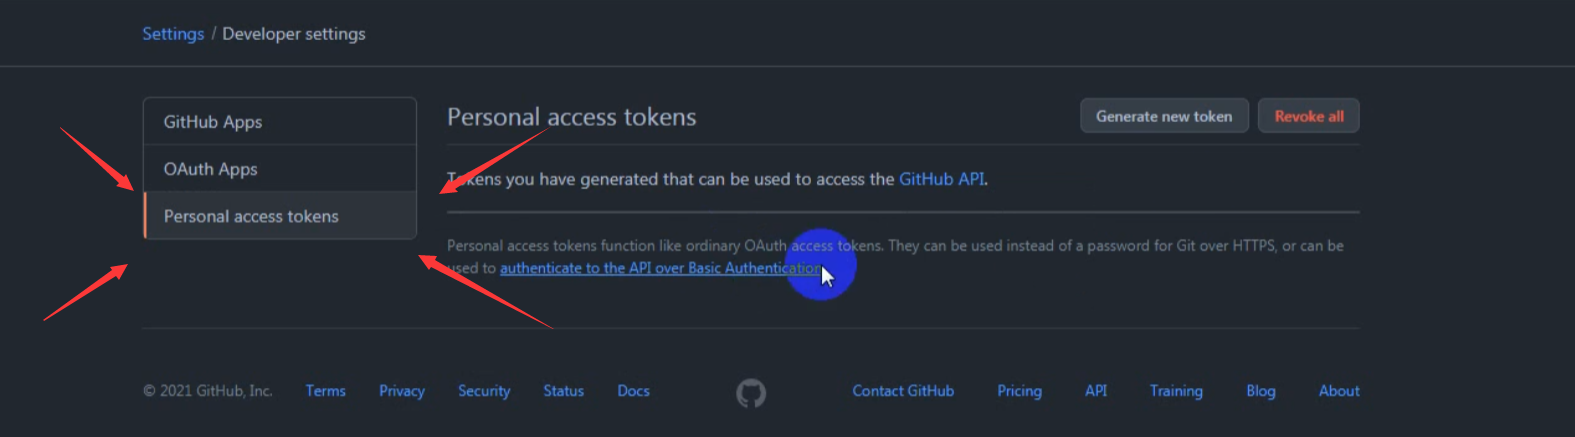 Settings / Developer settings
GitHub Apps
OAuth Apps
Personal access tokens
Personal access tokens
Generate new token
Revoke all
Tokens you have generated that can be used to access the GitHub API.
Personal access tokens function like ordinary OAuth access tokens. They can be used instead of a password for Git over HTTPS, or can be
used to authenticate to the API over Basic Authentication
© 2021 GitHub, Inc. Terms Privacy Security Status Docs Contact GitHub Pricing API Training Blog About